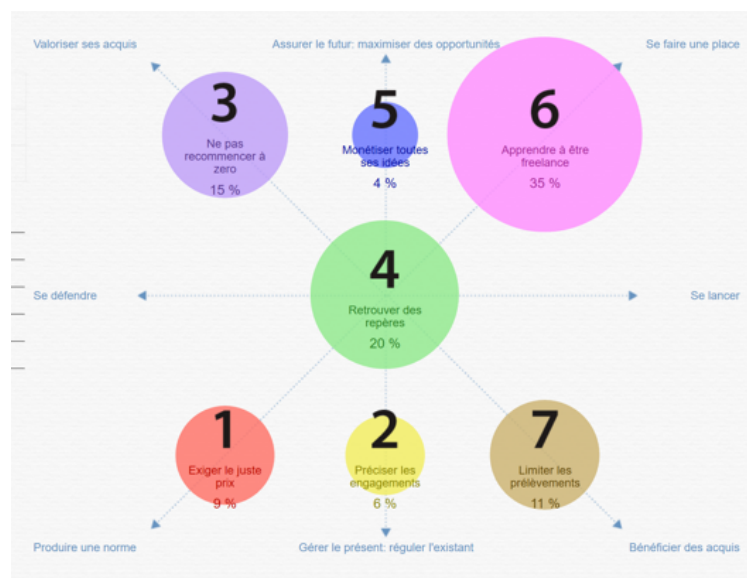 Valoriser ses acquis
Assurer le futur: maximiser des opportunités
Se faire une place
3
Ne pas
recommencer à
zero
15 %
5
Monétiser toutes
ses idées
4 %
6
Apprendre à être
freelance
35 %
Se défendre
4
Retrouver des
repères
20 %
Se lancer
1
Exiger le juste
prix
9 %
2
Préciser les
engagements
6 %
7
Limiter les
prélèvements
11 %
Produire une norme
Gérer le présent: réguler l'existant
Bénéficier des acquis